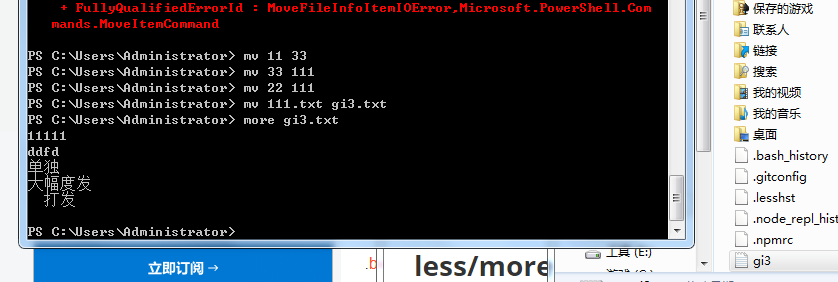 + FullyQualifiedErrorId : MoveFileInfoItemIOError,Microsoft.PowerShell.Com
mands.MoveItemCommand
PS C:\Users\Administrator> mv 11 33
PS C:\Users\Administrator> mv 33 111
PS C:\Users\Administrator> mv 22 111
PS C:\Users\Administrator> mv 111.txt gi3.txt
PS C:\Users\Administrator> more gi3.txt
11111
ddfd
单独
大幅度发
打发
PS C:\Users\Administrator>
立即订阅 →
.b
less/more
保存的游戏
联系人
链接
搜索
我的视频
我的音乐
桌面
.bash_history
.gitconfig
.lesshst
.node_repl_hist
.npmrc
gi3
工具 (E:)